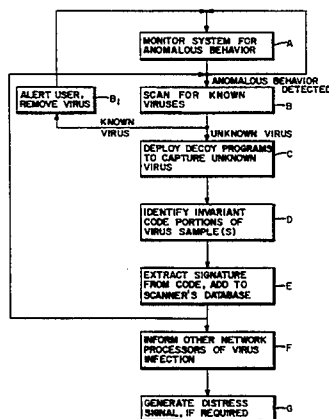 MONITOR SYSTEM FOR
ANOMALOUS BEHAVIOR
A
ANOMALOUS BEHAVIOR
DETECTED
ALERT USER,
REMOVE VIRUS
B1
SCAN FOR KNOWN
VIRUSES
B
KNOWN
VIRUS
UNKNOWN VIRUS
DEPLOY DECOY PROGRAMS
TO CAPTURE UNKNOWN
VIRUS
C
IDENTIFY INVARIANT
CODE PORTIONS OF
VIRUS SAMPLE(S)
D
EXTRACT SIGNATURE
FROM CODE, ADD TO
SCANNER'S DATABASE
E
INFORM OTHER NETWORK
PROCESSORS OF VIRUS
INFECTION
F
GENERATE DISTRESS
SIGNAL, IF REQUIRED
G